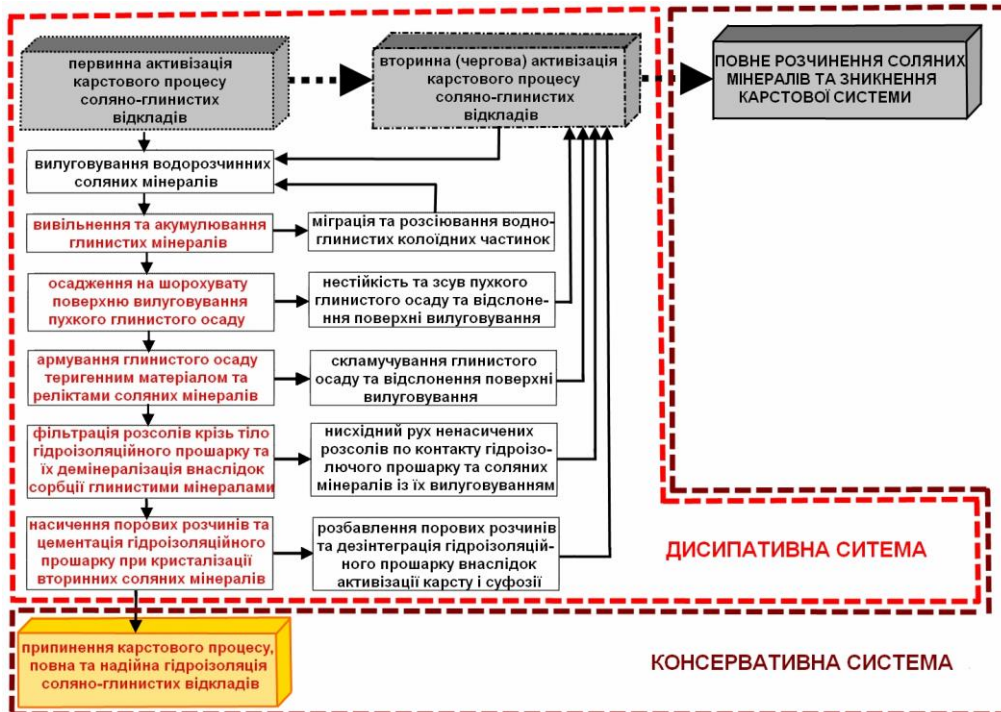 первинна активізація
карстового процесу
соляно-глинистих
відкладів
вторинна (чергова) активізація
карстового процесу
соляно-глинистих
відкладів
ПОВНЕ РОЗЧИНЕННЯ СОЛЯНИХ
МІНЕРАЛІВ ТА ЗНИКНЕННЯ
КАРСТОВОЇ СИСТЕМИ
вилуговування водорозчинних
соляних мінералів
вивільнення та акумулювання
глинистих мінералів
міграція та розсіювання водно-
глинистих колоїдних частинок
осадження на шорохувату
поверхню вилуговування
пухкого глинистого осаду
нестійкість та зсув пухкого
глинистого осаду та відслоне-
ння поверхні вилуговування
армування глинистого осаду
теригенним матеріалом та
реліктами соляних мінералів
скламучування глинистого
осаду та відслонення поверхні
вилуговування
фільтрація розсолів крізь тіло
гідроізоляційного прошарку та
їх демінералізація внаслідок
сорбції глинистими мінералами
нисхідний рух ненасичених
розсолів по контакту гідроізо-
лючого прошарку та соляних
мінералів із їх вилуговуванням
насичення порових розчинів та
цементація гідроізоляційного
прошарку при кристалізації
вторинних соляних мінералів
розбавлення порових розчинів
та дезінтеграція гідроізоляцій-
ного прошарку внаслідок
активізації карсту і суфозії
ДИСИПАТИВНА СИТЕМА
припинення карстового процесу,
повна та надійна гідроізоляція
соляно-глинистих відкладів
КОНСЕРВАТИВНА СИСТЕМА